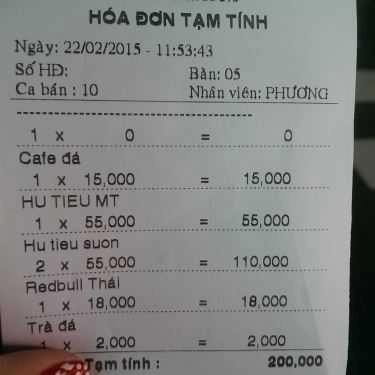 HÓA ĐƠN TẠM TÍNH
Ngày: 22/02/2015 - 11:53:43
Số HĐ:
Bàn: 05
Ca bán : 10
Nhân viên: PHƯƠNG
1 x 0 = 0
Cafe đá
1 x 15,000 = 15,000
HU TIEU MT
1 x 55,000 = 55,000
Hu tieu suon
2 x 55,000 = 110,000
Redbull Thái
1 x 18,000 = 18,000
Trà đá
1 x 2,000 = 2,000
Tạm tính : 200,000